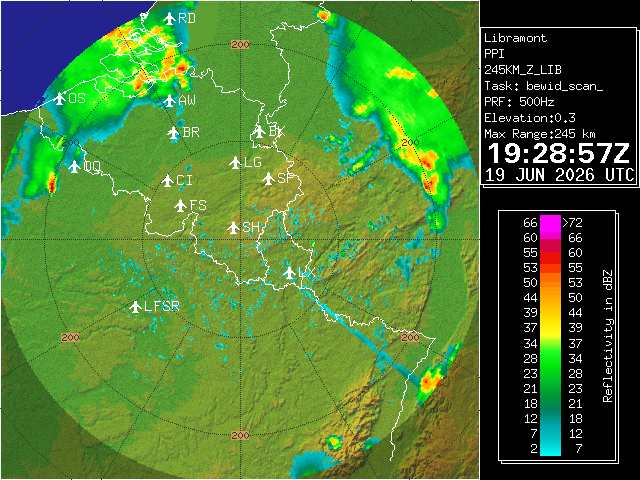 Libramont
PPI
245KM_Z_LIB
Task: bewid_scan_
PRF: 500Hz
Elevation:0.3
Max Range:245 km
19:28:57Z
19 JUN 2026 UTC
66 >72
60 66
55 60
53 55
50 53
44 50
39 44
37 39
34 37
28 34
23 28
21 23
18 21
12 18
7 12
2 7
Reflectivity in dBZ
RD
200
OS
AW
BR
BK
200
200
QQ
LG
CI
SP
FS
SH
LX
LFSR
200
200
200